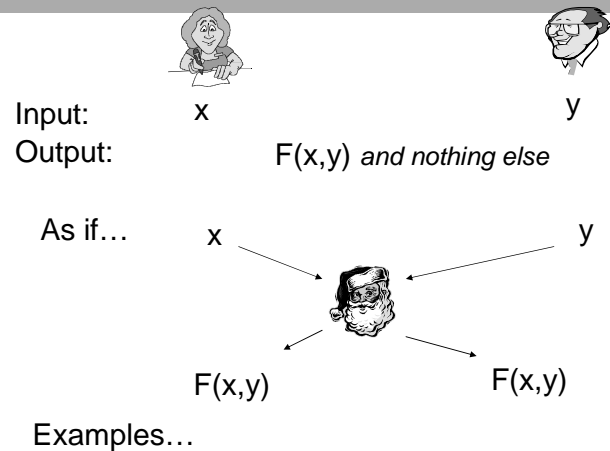 Input: x y
Output: F(x,y) and nothing else
As if… x y
F(x,y) F(x,y)
Examples…